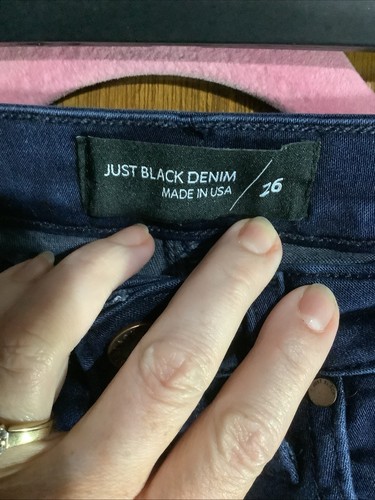 JUST BLACK DENIM
MADE IN USA / 26